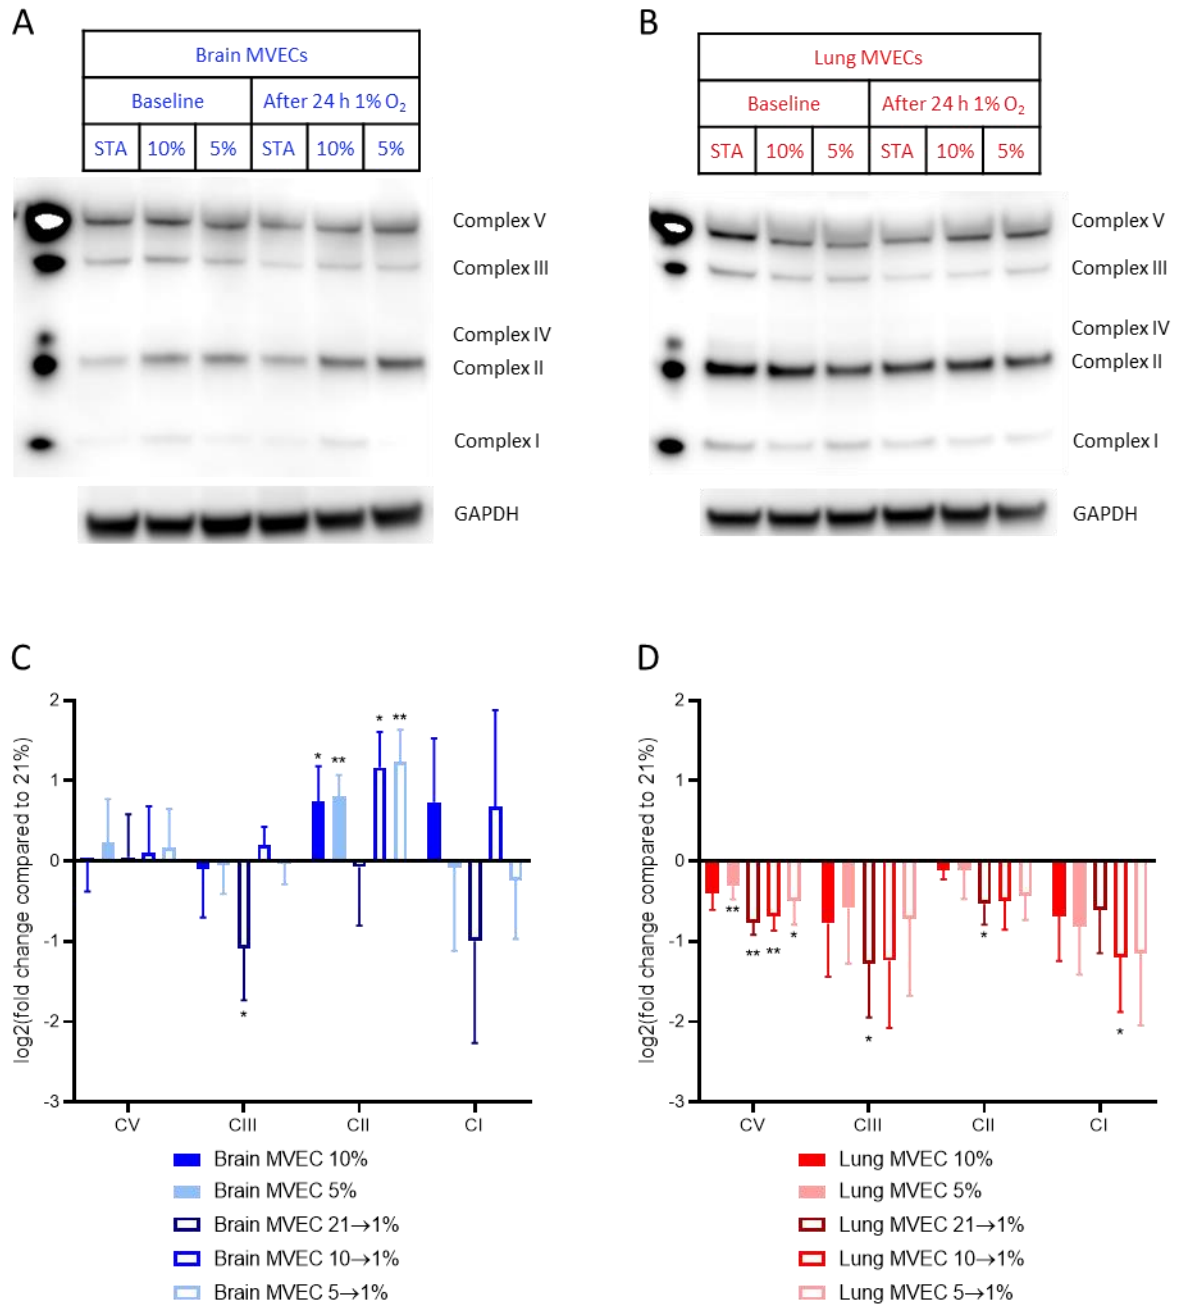 A
Brain MVECs
Baseline After 24 h 1% O₂
STA 10% 5% STA 10% 5%
Complex V
Complex III
Complex IV
Complex II
Complex I
GAPDH
B
Lung MVECs
Baseline After 24 h 1% O₂
STA 10% 5% STA 10% 5%
Complex V
Complex III
Complex IV
Complex II
Complex I
GAPDH
C
log2(fold change compared to 21%)
2
1
0
-1
-2
-3
* ** * **
*
CV CIII CII CI
Brain MVEC 10%
Brain MVEC 5%
Brain MVEC 21→1%
Brain MVEC 10→1%
Brain MVEC 5→1%
D
log2(fold change compared to 21%)
2
1
0
-1
-2
-3
** ** ** * * * *
CV CIII CII CI
Lung MVEC 10%
Lung MVEC 5%
Lung MVEC 21→1%
Lung MVEC 10→1%
Lung MVEC 5→1%